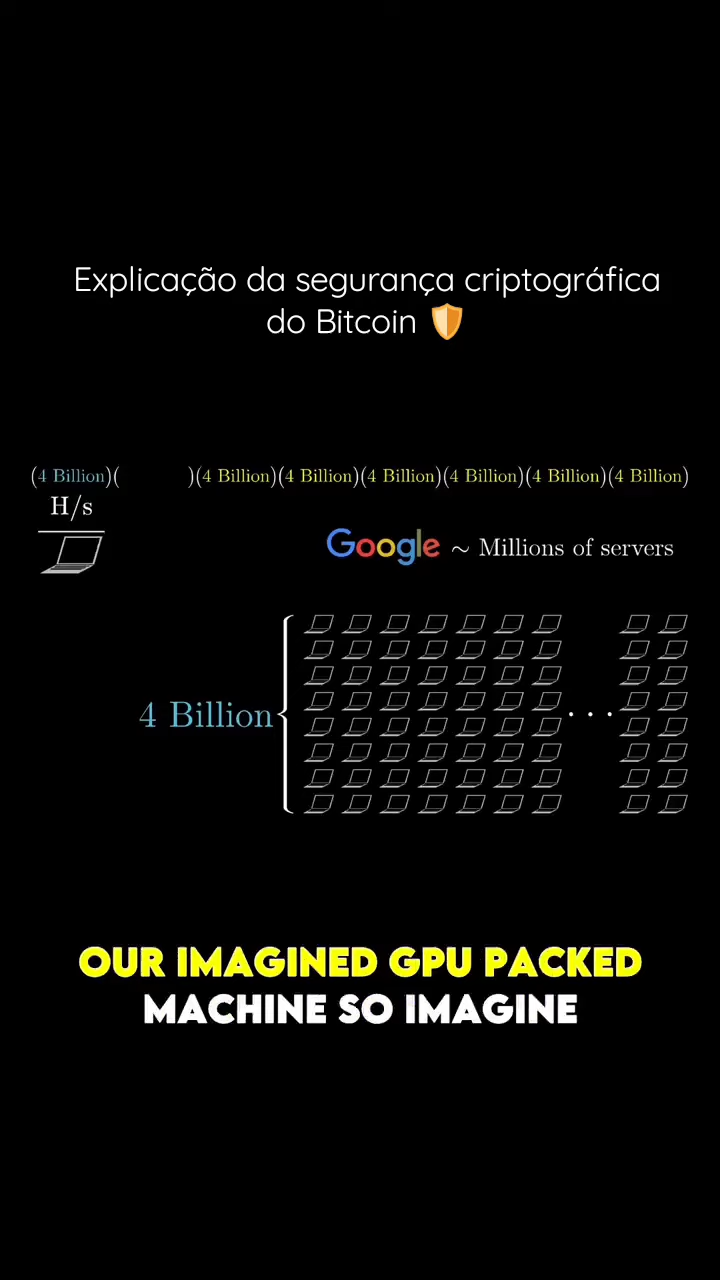 Explicação da segurança criptográfica
do Bitcoin
(4 Billion)( )(4 Billion)(4 Billion)(4 Billion)(4 Billion)(4 Billion)(4 Billion)
H/s
Google ~ Millions of servers
4 Billion
...
OUR IMAGINED GPU PACKED
MACHINE SO IMAGINE